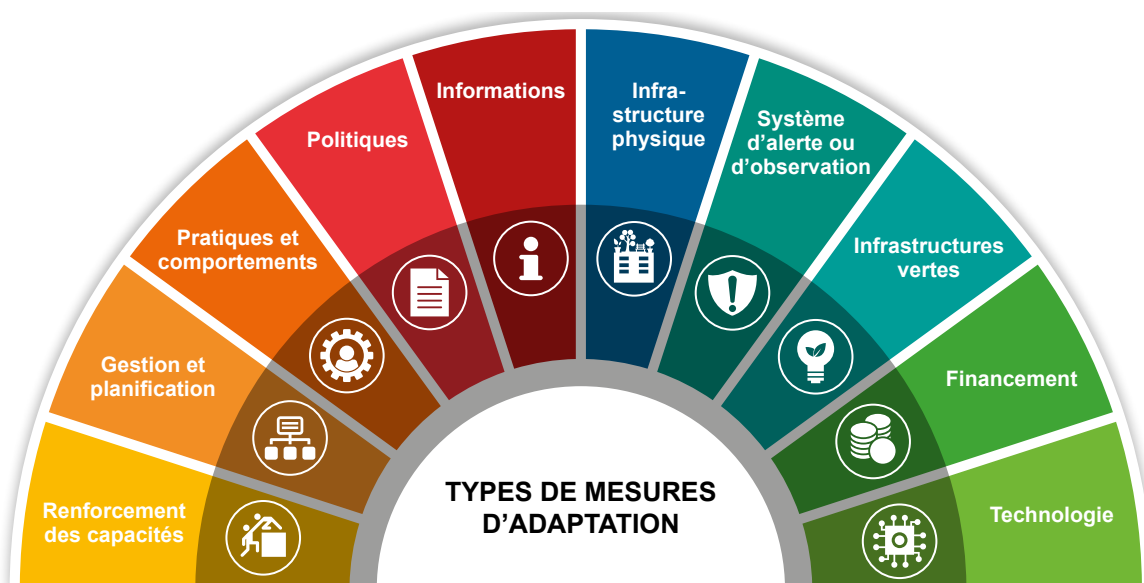 Renforcement
des capacités
Gestion et
planification
Pratiques et
comportements
Politiques
Informations
Infra-
structure
physique
Système
d'alerte ou
d'observation
Infrastructures
vertes
Financement
Technologie
TYPES DE MESURES
D'ADAPTATION